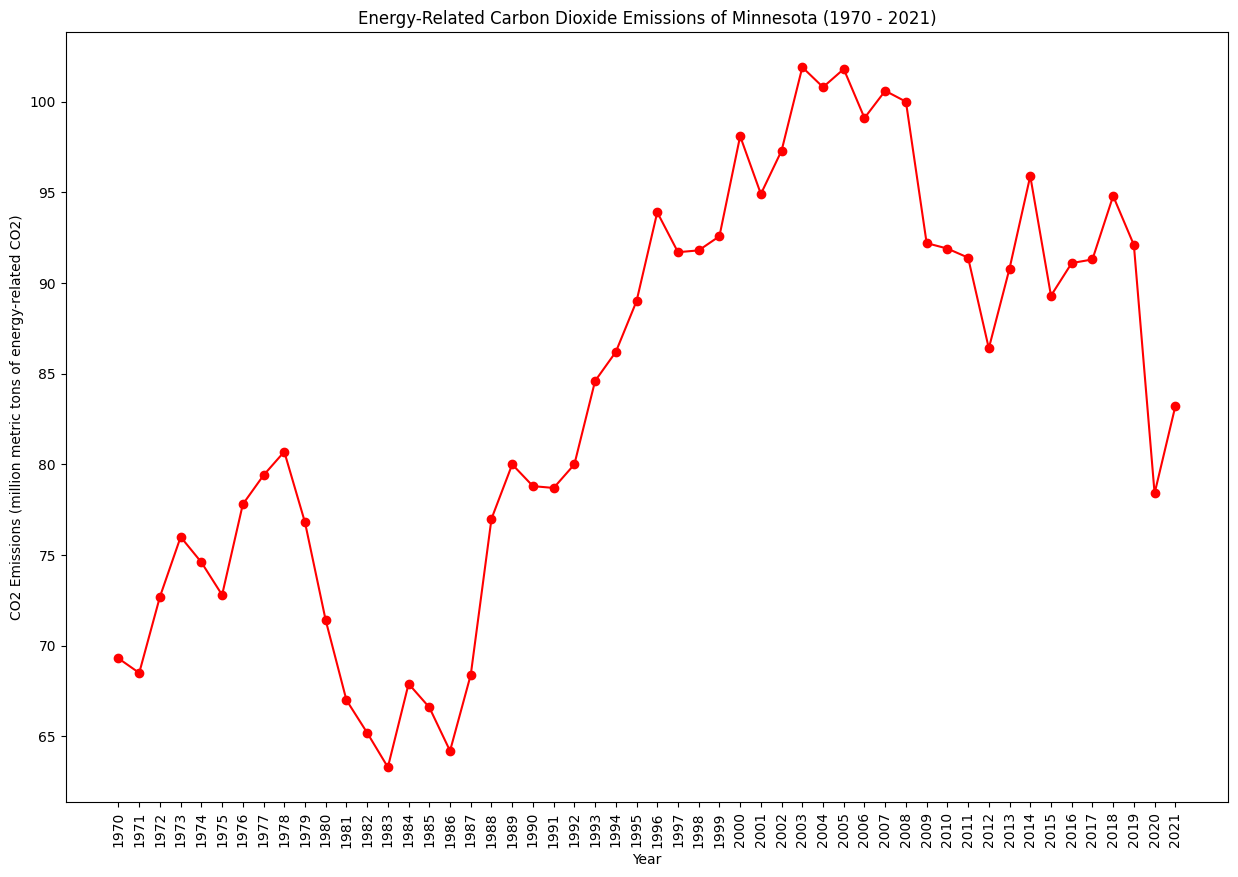 Energy-Related Carbon Dioxide Emissions of Minnesota (1970 - 2021)
CO2 Emissions (million metric tons of energy-related CO2)
100
95
90
85
80
75
70
65
1970 1971 1972 1973 1974 1975 1976 1977 1978 1979 1980 1981 1982 1983 1984 1985 1986 1987 1988 1989 1990 1991 1992 1993 1994 1995 1996 1997 1998 1999 2000 2001 2002 2003 2004 2005 2006 2007 2008 2009 2010 2011 2012 2013 2014 2015 2016 2017 2018 2019 2020 2021
Year